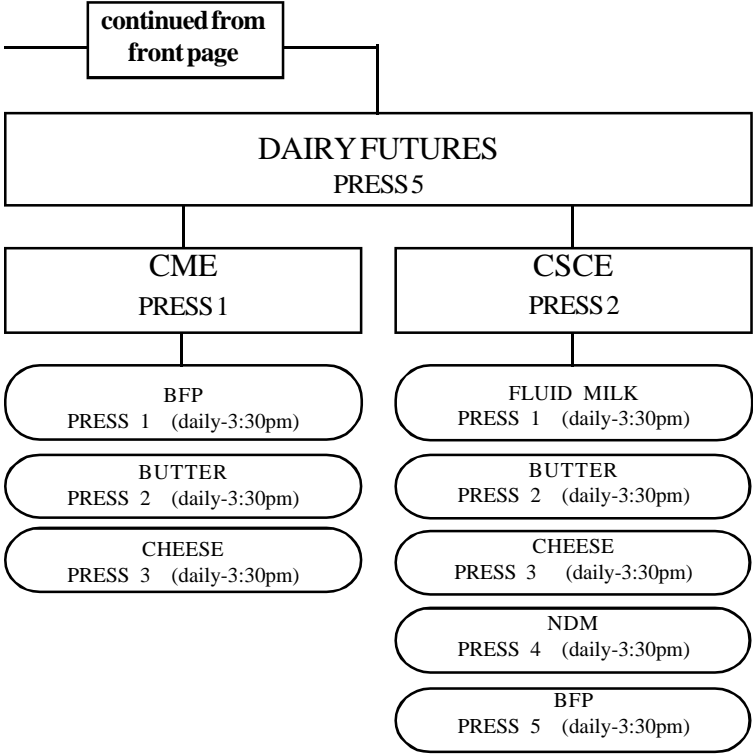 continued from
front page
DAIRY FUTURES
PRESS 5
CME
PRESS 1
BFP
PRESS 1 (daily-3:30pm)
BUTTER
PRESS 2 (daily-3:30pm)
CHEESE
PRESS 3 (daily-3:30pm)
CSCE
PRESS 2
FLUID MILK
PRESS 1 (daily-3:30pm)
BUTTER
PRESS 2 (daily-3:30pm)
CHEESE
PRESS 3 (daily-3:30pm)
NDM
PRESS 4 (daily-3:30pm)
BFP
PRESS 5 (daily-3:30pm)